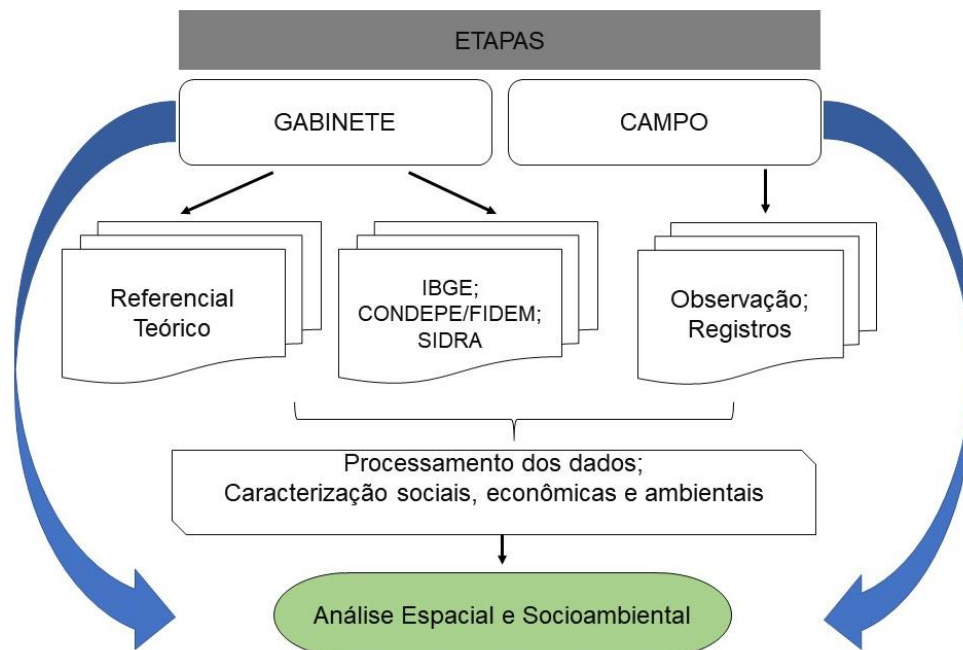 ETAPAS
GABINETE
CAMPO
Referencial
Teórico
IBGE;
CONDEPE/FIDEM;
SIDRA
Observação;
Registros
Processamento dos dados;
Caracterização sociais, econômicas e ambientais
Análise Espacial e Socioambiental